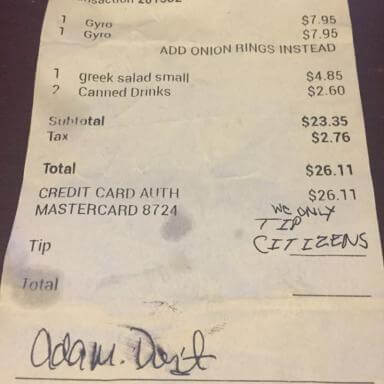 1 Gyro $7.95
1 Gyro $7.95
ADD ONION RINGS INSTEAD
1 greek salad small $4.85
2 Canned Drinks $2.60
Subtotal $23.35
Tax $2.76
Total $26.11
CREDIT CARD AUTH $26.11
MASTERCARD 8724
WE ONLY
TIP
CITIZENS
Tip
Total
Adam.